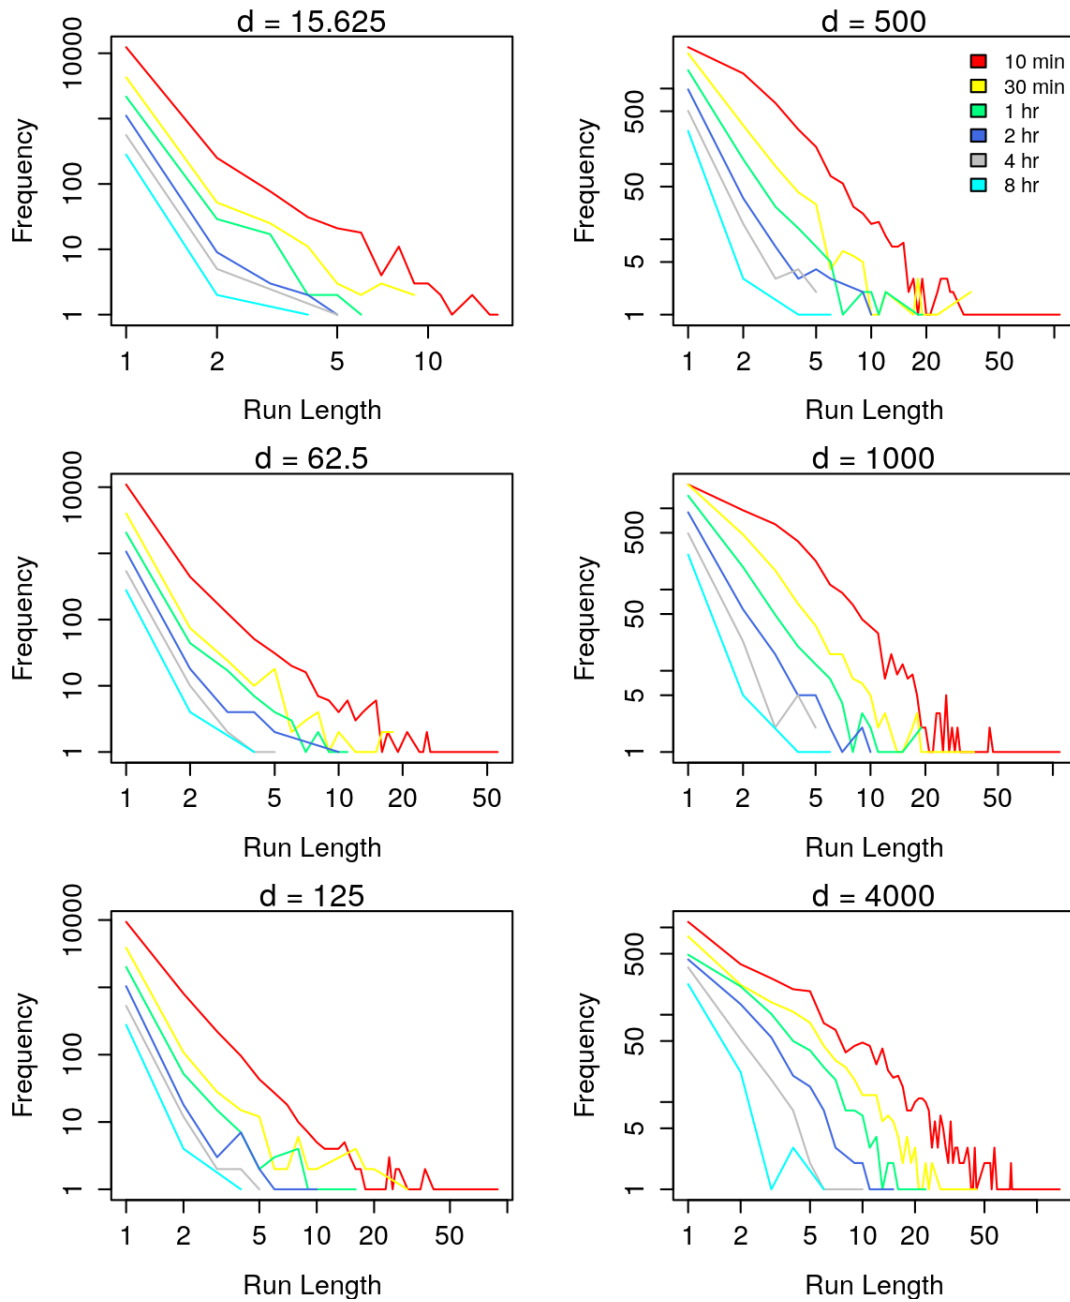 d = 15.625
Frequency
1 10 100 10000
1 2 5 10
Run Length
d = 500
Frequency
1 5 50 500
1 2 5 10 20 50
Run Length
10 min
30 min
1 hr
2 hr
4 hr
8 hr
d = 62.5
Frequency
1 10 100 10000
1 2 5 10 20 50
Run Length
d = 1000
Frequency
1 5 50 500
1 2 5 10 20 50
Run Length
d = 125
Frequency
1 10 100 10000
1 2 5 10 20 50
Run Length
d = 4000
Frequency
1 5 50 500
1 2 5 10 20 50
Run Length